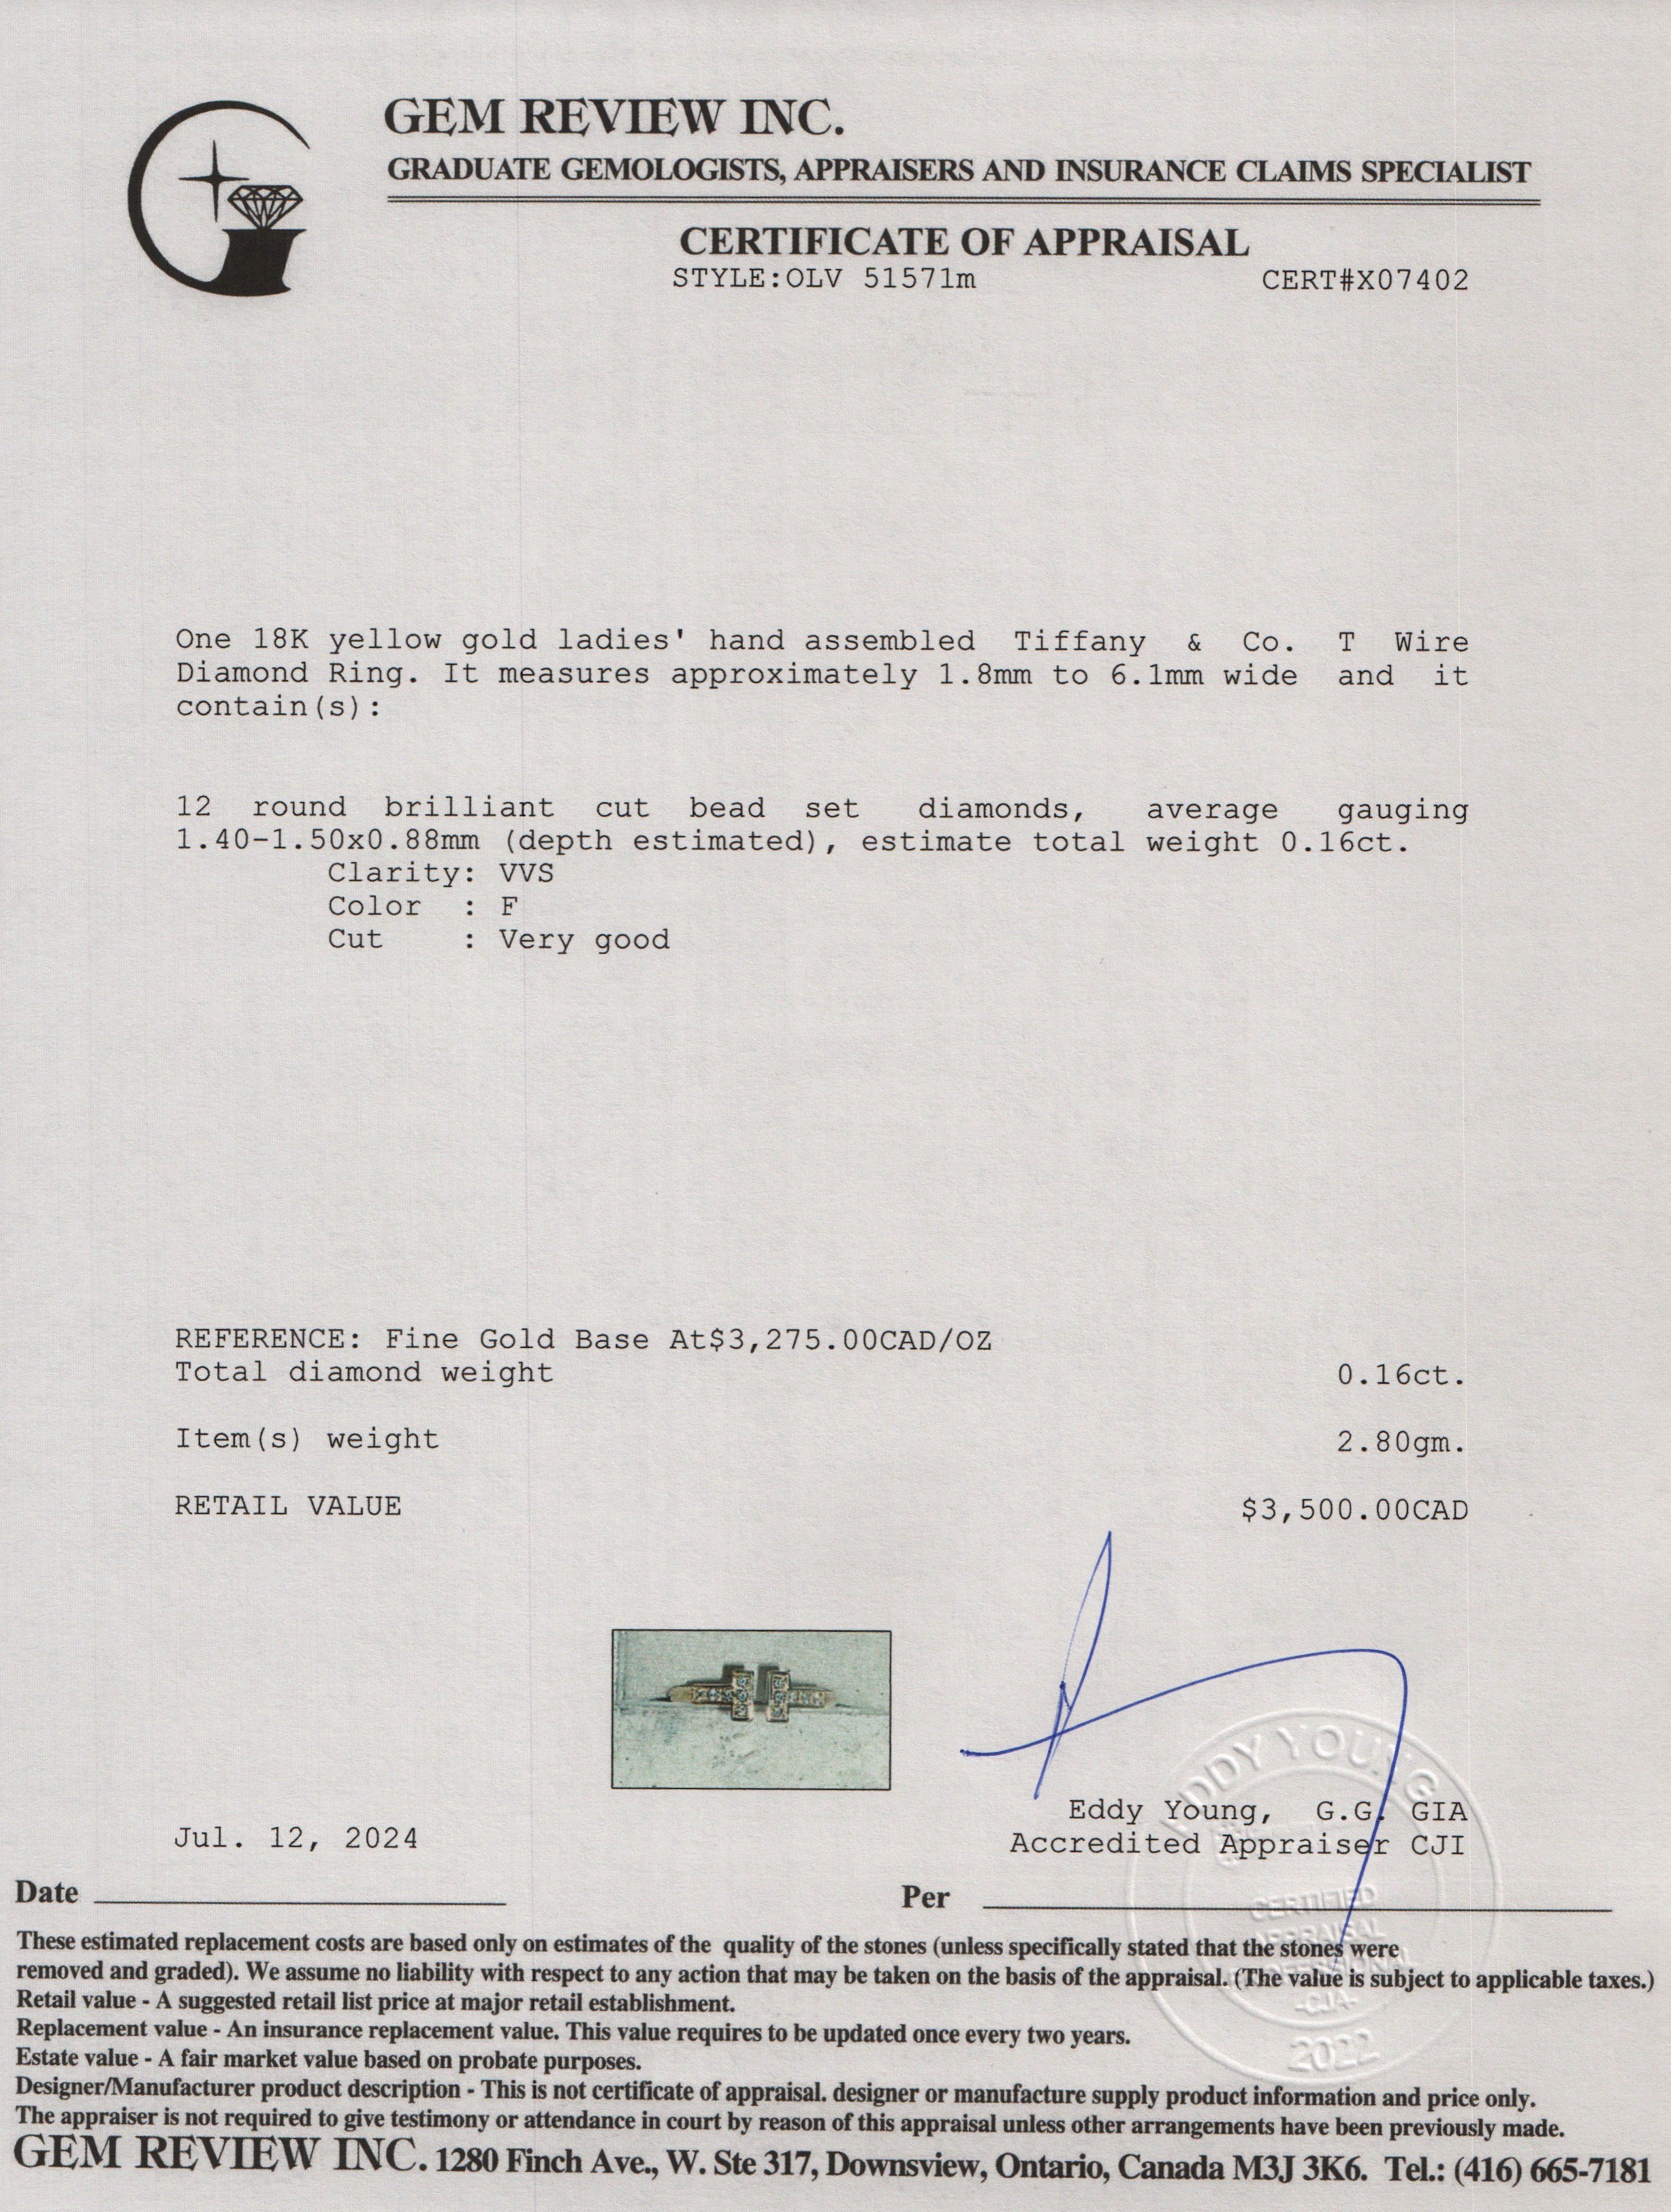 GEM REVIEW INC.
GRADUATE GEMOLOGISTS, APPRAISERS AND INSURANCE CLAIMS SPECIALIST
CERTIFICATE OF APPRAISAL
STYLE:OLV 51571m CERT#X07402
One 18K yellow gold ladies' hand assembled Tiffany & Co. T Wire
Diamond Ring. It measures approximately 1.8mm to 6.1mm wide and it
contain(s):
12 round brilliant cut bead set diamonds, average gauging
1.40-1.50x0.88mm (depth estimated), estimate total weight 0.16ct.
Clarity: VVS
Color : F
Cut : Very good
REFERENCE: Fine Gold Base At$3,275.00CAD/OZ
Total diamond weight 0.16ct.
Item(s) weight 2.80gm.
RETAIL VALUE $3,500.00CAD
EDDY YOUNG
Eddy Young, G.G. GIA
Jul. 12, 2024 Accredited Appraiser CJI
CERTIFIED
APPRAISAL
-CJA-
2022
Date Per
These estimated replacement costs are based only on estimates of the quality of the stones (unless specifically stated that the stones were
removed and graded). We assume no liability with respect to any action that may be taken on the basis of the appraisal. (The value is subject to applicable taxes.)
Retail value - A suggested retail list price at major retail establishment.
Replacement value - An insurance replacement value. This value requires to be updated once every two years.
Estate value - A fair market value based on probate purposes.
Designer/Manufacturer product description - This is not certificate of appraisal. designer or manufacture supply product information and price only.
The appraiser is not required to give testimony or attendance in court by reason of this appraisal unless other arrangements have been previously made.
GEM REVIEW INC. 1280 Finch Ave., W. Ste 317, Downsview, Ontario, Canada M3J 3K6. Tel.: (416) 665-7181